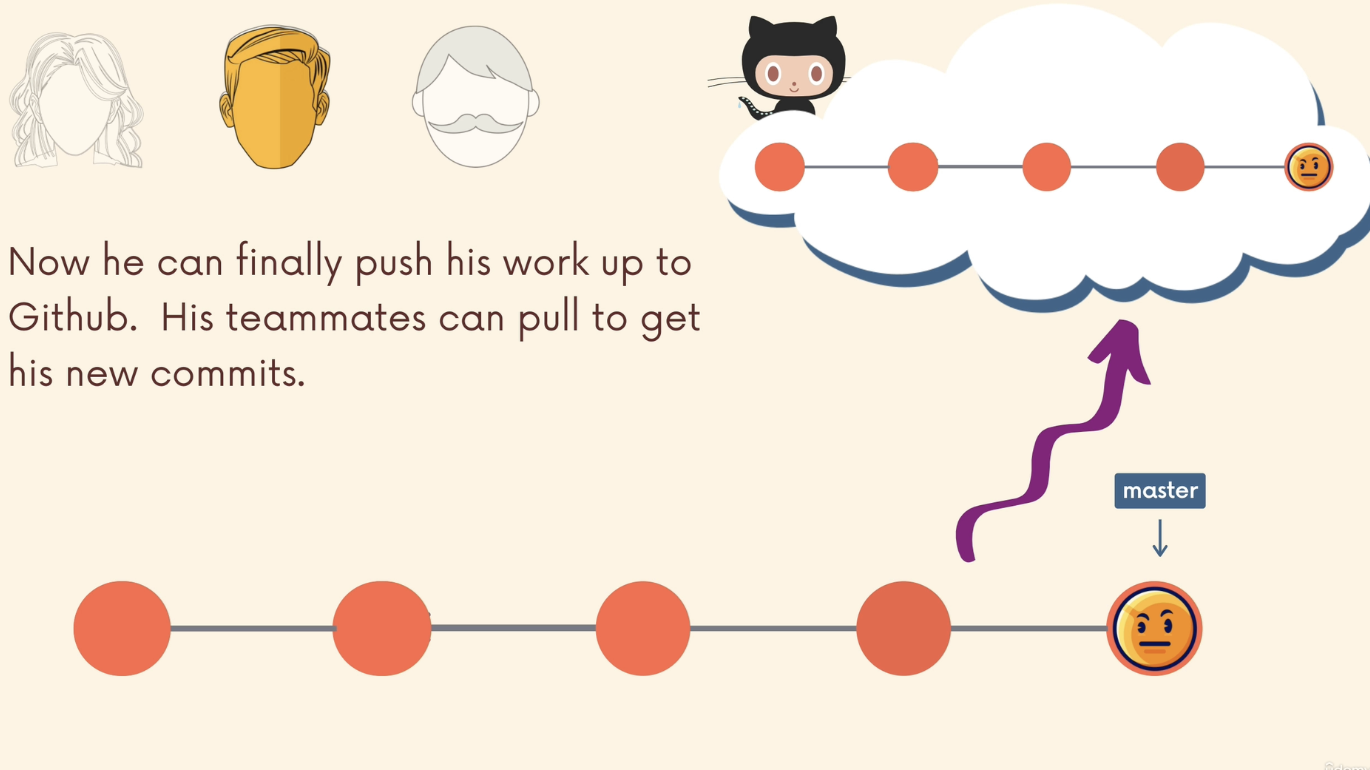 Now he can finally push his work up to
Github. His teammates can pull to get
his new commits.
master